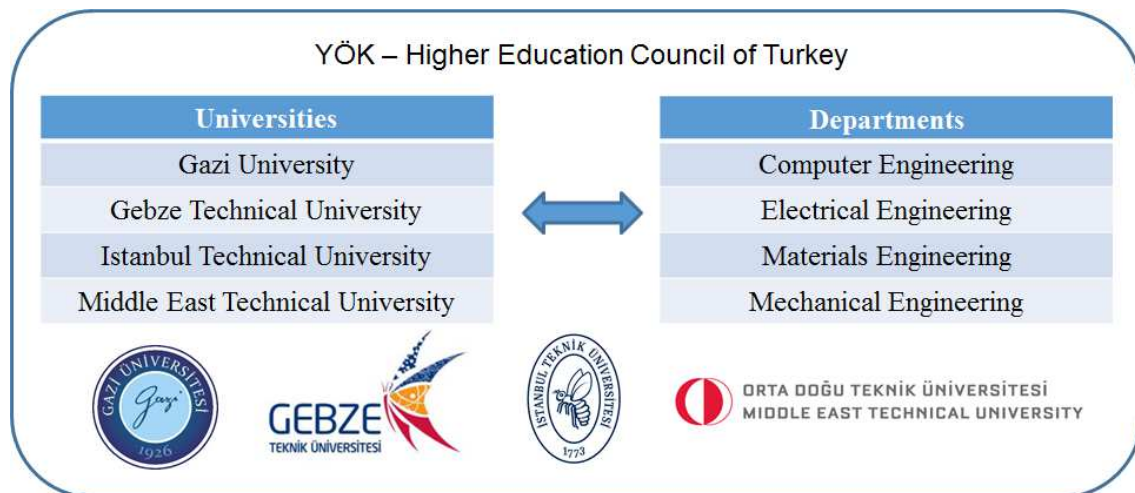 YÖK – Higher Education Council of Turkey
Universities
Gazi University
Gebze Technical University
Istanbul Technical University
Middle East Technical University
Departments
Computer Engineering
Electrical Engineering
Materials Engineering
Mechanical Engineering
GAZİ ÜNİVERSİTESİ
Gazi
1926
GEBZE
TEKNİK ÜNİVERSİTESİ
İSTANBUL TEKNİK ÜNİVERSİTESİ
1773
ORTA DOĞU TEKNİK ÜNİVERSİTESİ
MIDDLE EAST TECHNICAL UNIVERSITY